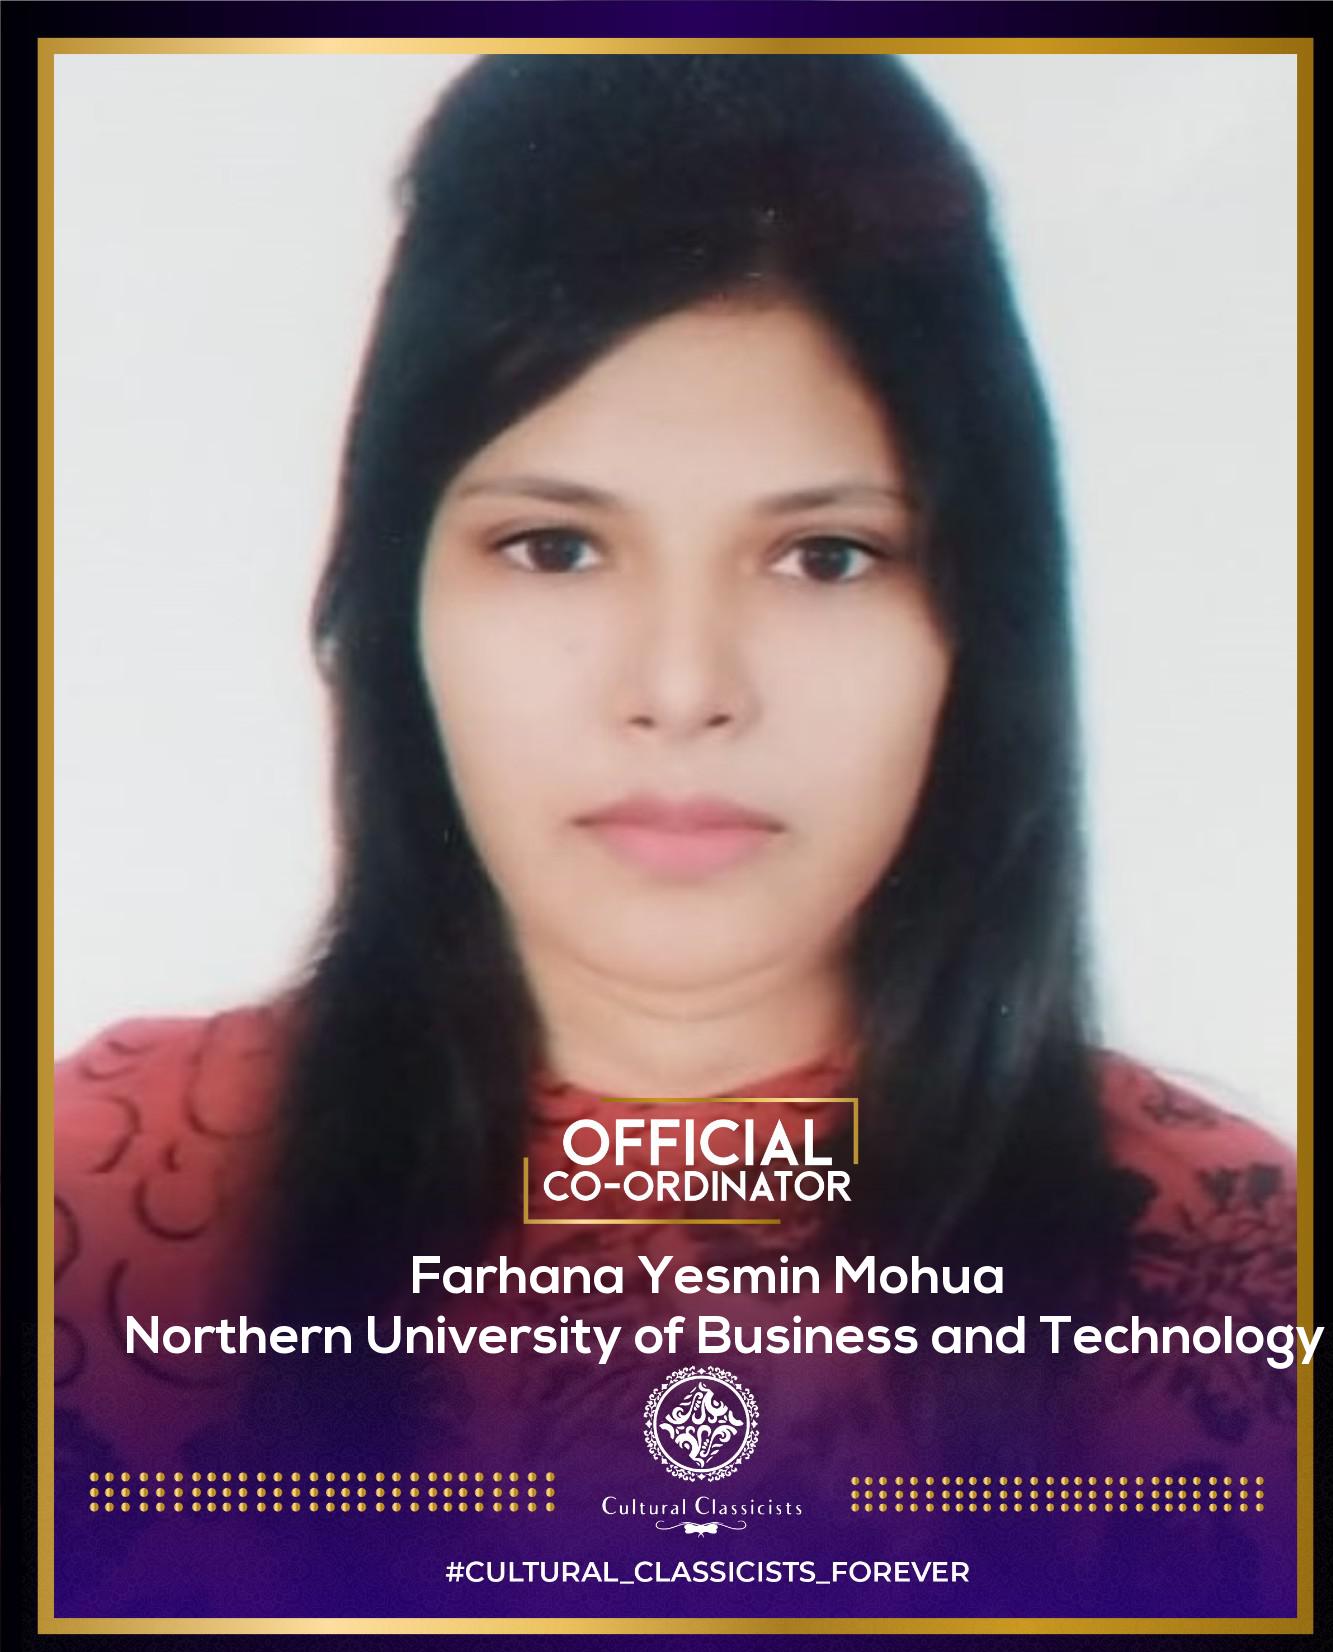 OFFICIAL
CO-ORDINATOR
Farhana Yesmin Mohua
Northern University of Business and Technology
Cultural Classicists
#CULTURAL_CLASSICISTS_FOREVER